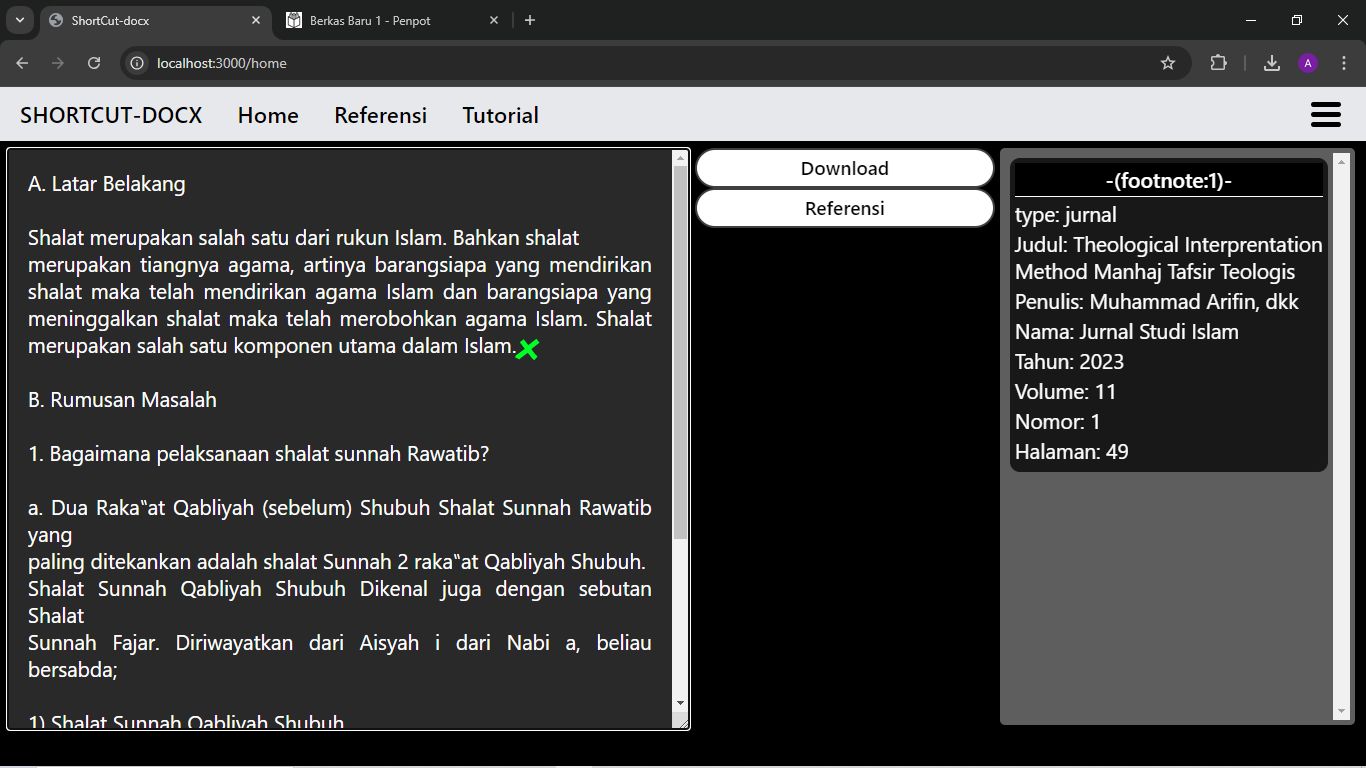 ShortCut-docx
Berkas Baru 1 - Penpot
localhost:3000/home
A
SHORTCUT-DOCX Home Referensi Tutorial
A. Latar Belakang
Shalat merupakan salah satu dari rukun Islam. Bahkan shalat
merupakan tiangnya agama, artinya barangsiapa yang mendirikan
shalat maka telah mendirikan agama Islam dan barangsiapa yang
meninggalkan shalat maka telah merobohkan agama Islam. Shalat
merupakan salah satu komponen utama dalam Islam.
B. Rumusan Masalah
1. Bagaimana pelaksanaan shalat sunnah Rawatib?
a. Dua Raka‟at Qabliyah (sebelum) Shubuh Shalat Sunnah Rawatib
yang
paling ditekankan adalah shalat Sunnah 2 raka‟at Qabliyah Shubuh.
Shalat Sunnah Qabliyah Shubuh Dikenal juga dengan sebutan
Shalat
Sunnah Fajar. Diriwayatkan dari Aisyah i dari Nabi a, beliau
bersabda;
1) Shalat Sunnah Qabliyah Shubuh
Download
Referensi
-(footnote:1)-
type: jurnal
Judul: Theological Interprentation
Method Manhaj Tafsir Teologis
Penulis: Muhammad Arifin, dkk
Nama: Jurnal Studi Islam
Tahun: 2023
Volume: 11
Nomor: 1
Halaman: 49